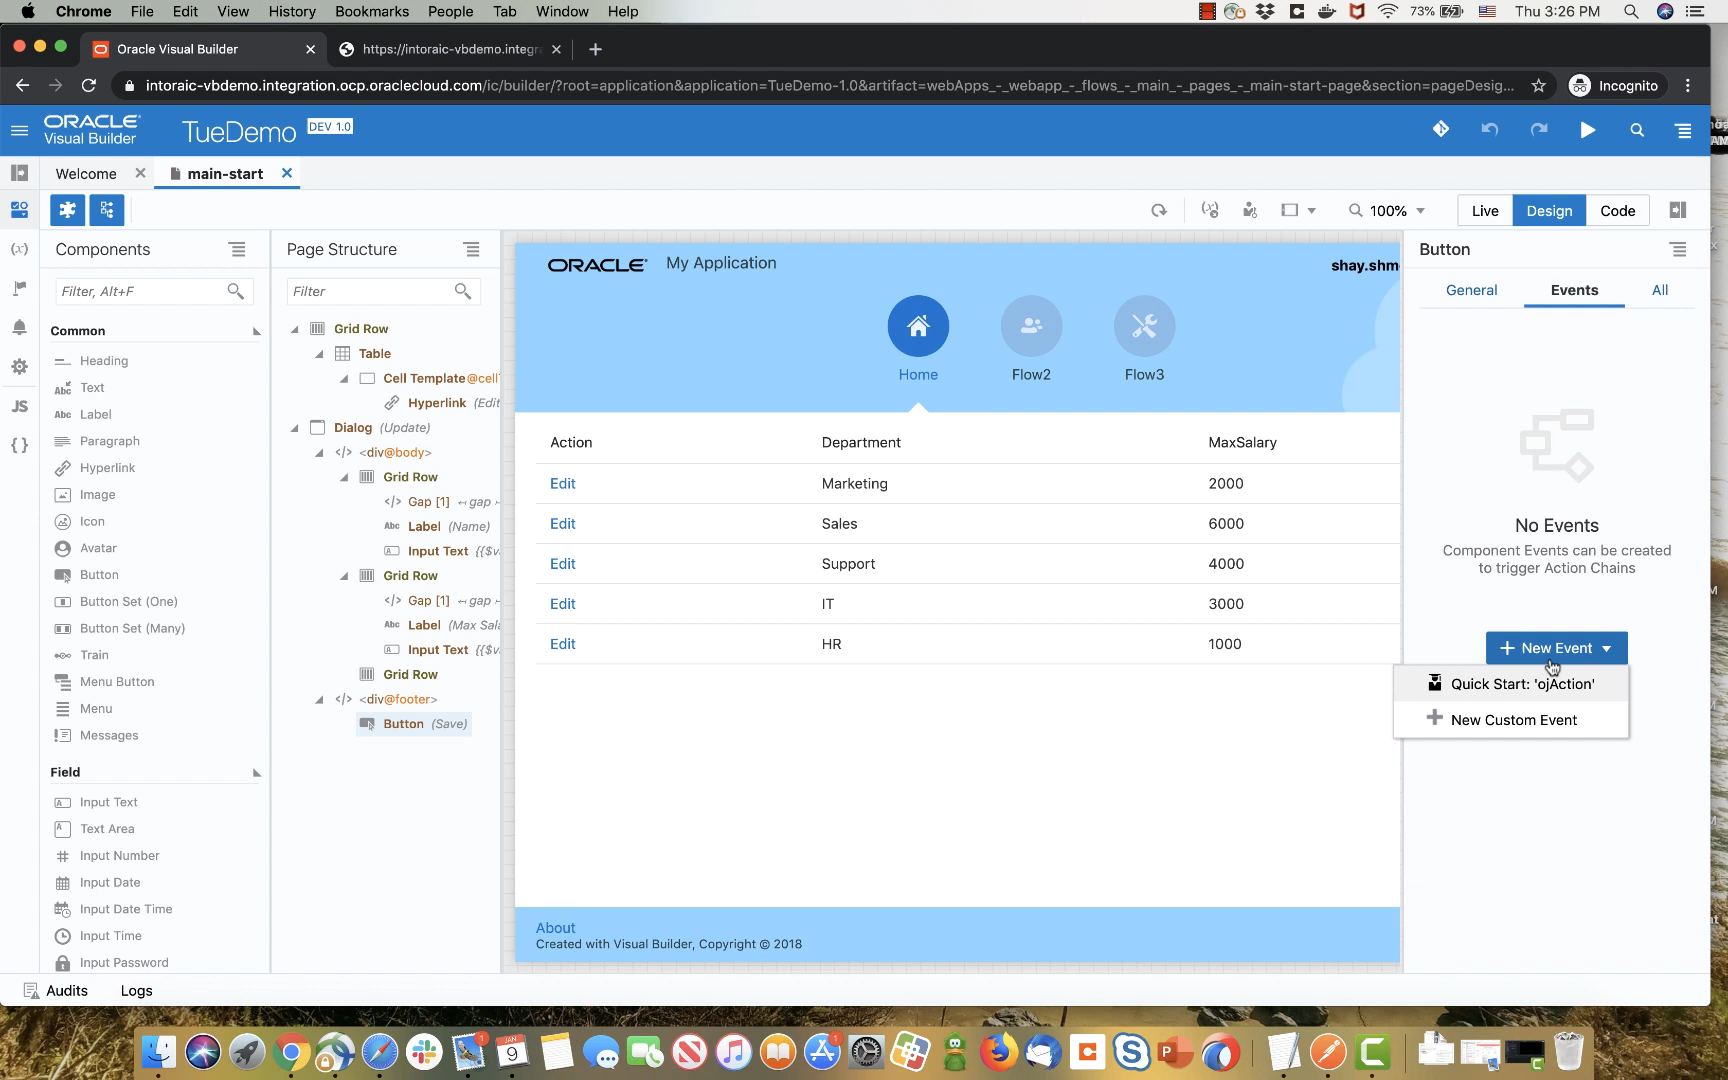 Chrome File Edit View History Bookmarks People Tab Window Help 73% Thu 3:26 PM
Oracle Visual Builder https://intoraic-vbdemo.integr
intoraic-vbdemo.integration.ocp.oraclecloud.com/ic/builder/?root=application&application=TueDemo-1.0&artifact=webApps_-_webapp_-_flows_-_main_-_pages_-_main-start-page&section=pageDesig... Incognito
ORACLE
Visual Builder
TueDemo DEV 1.0
Welcome main-start
100% Live Design Code
Components
Page Structure
Button
Filter, Alt+F
Filter
General Events All
Common
Heading
Text
Label
Paragraph
Hyperlink
Image
Icon
Avatar
Button
Button Set (One)
Button Set (Many)
Train
Menu Button
Menu
Messages
Field
Input Text
Text Area
Input Number
Input Date
Input Date Time
Input Time
Input Password
Grid Row
Table
Cell Template @cell
Hyperlink (Edit
Dialog (Update)
</> <div@body>
Grid Row
</> Gap [1] gap
Abc Label (Name)
Input Text {{$v
Grid Row
</> Gap [1] gap
Abc Label (Max Sal
Input Text {{$v
Grid Row
</> <div@footer>
Button (Save)
ORACLE My Application shay.shm
Home Flow2 Flow3
Action Department MaxSalary
Edit Marketing 2000
Edit Sales 6000
Edit Support 4000
Edit IT 3000
Edit HR 1000
About
Created with Visual Builder, Copyright © 2018
No Events
Component Events can be created
to trigger Action Chains
+ New Event
Quick Start: 'ojAction'
New Custom Event
Audits Logs
JAN
9